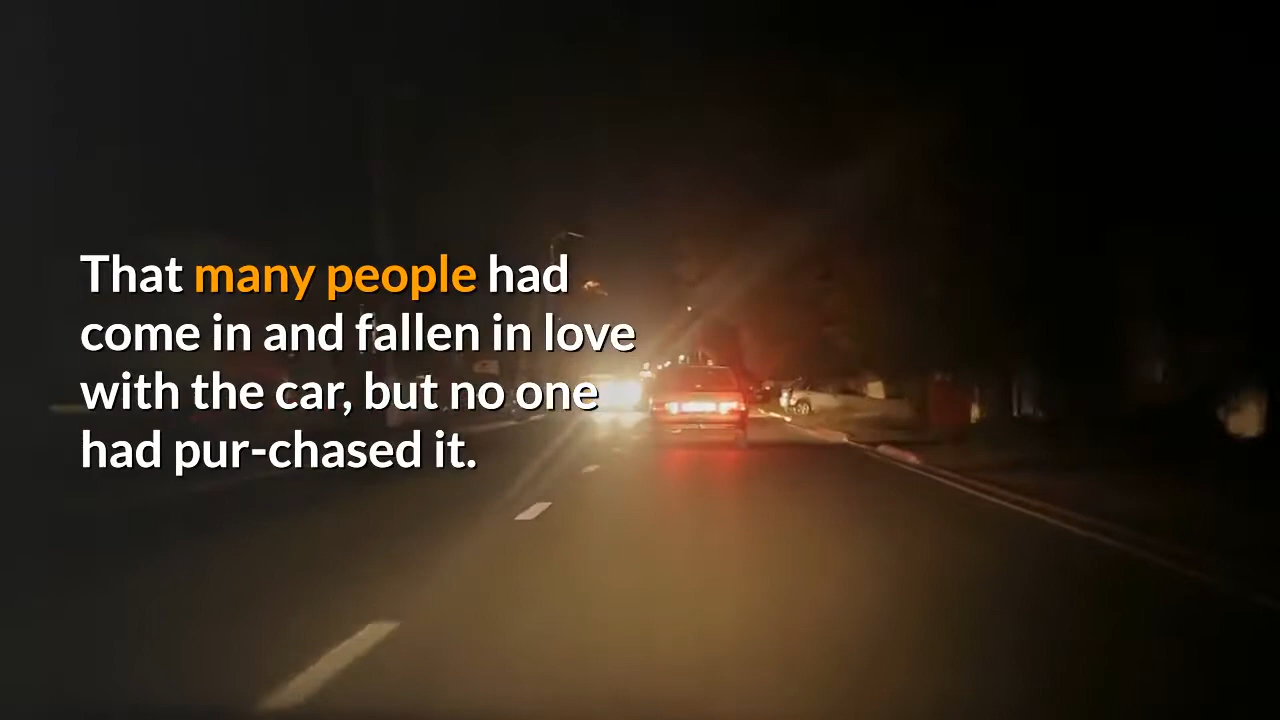 That many people had
come in and fallen in love
with the car, but no one
had pur-chased it.